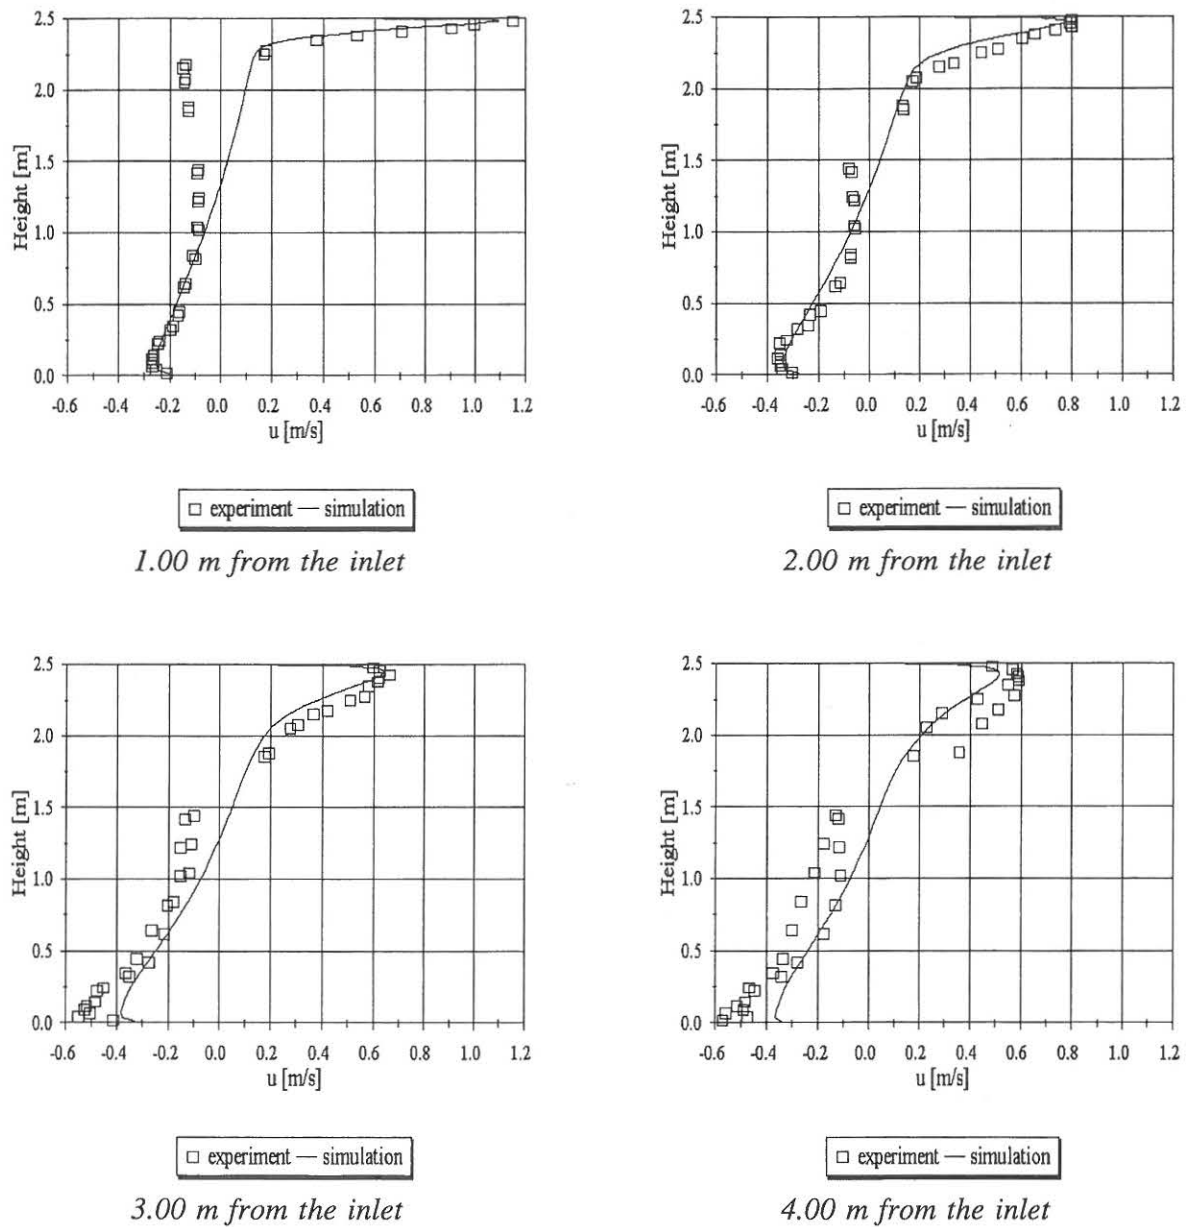 2.5
2.0
1.5
1.0
0.5
0.0
Height [m]
-0.6 -0.4 -0.2 0.0 0.2 0.4 0.6 0.8 1.0 1.2
u [m/s]
experiment — simulation
1.00 m from the inlet
2.5
2.0
1.5
1.0
0.5
0.0
Height [m]
-0.6 -0.4 -0.2 0.0 0.2 0.4 0.6 0.8 1.0 1.2
u [m/s]
experiment — simulation
2.00 m from the inlet
2.5
2.0
1.5
1.0
0.5
0.0
Height [m]
-0.6 -0.4 -0.2 0.0 0.2 0.4 0.6 0.8 1.0 1.2
u [m/s]
experiment — simulation
3.00 m from the inlet
2.5
2.0
1.5
1.0
0.5
0.0
Height [m]
-0.6 -0.4 -0.2 0.0 0.2 0.4 0.6 0.8 1.0 1.2
u [m/s]
experiment — simulation
4.00 m from the inlet